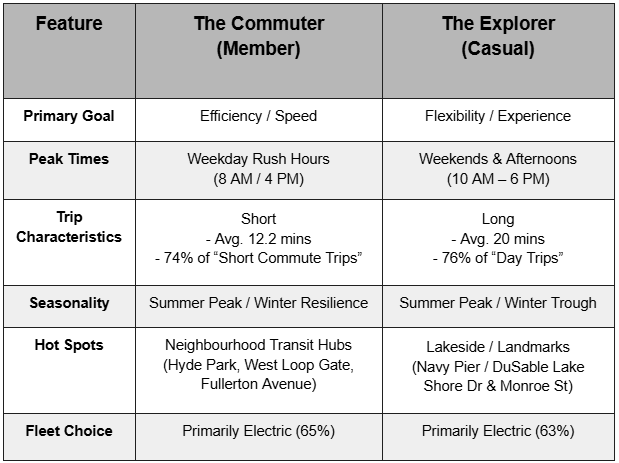 Feature
The Commuter
(Member)
The Explorer
(Casual)
Primary Goal
Efficiency / Speed
Flexibility / Experience
Peak Times
Weekday Rush Hours
(8 AM / 4 PM)
Weekends & Afternoons
(10 AM – 6 PM)
Trip
Characteristics
Short
- Avg. 12.2 mins
- 74% of “Short Commute Trips”
Long
- Avg. 20 mins
- 76% of “Day Trips”
Seasonality
Summer Peak / Winter Resilience
Summer Peak / Winter Trough
Hot Spots
Neighbourhood Transit Hubs
(Hyde Park, West Loop Gate,
Fullerton Avenue)
Lakeside / Landmarks
(Navy Pier / DuSable Lake
Shore Dr & Monroe St)
Fleet Choice
Primarily Electric (65%)
Primarily Electric (63%)